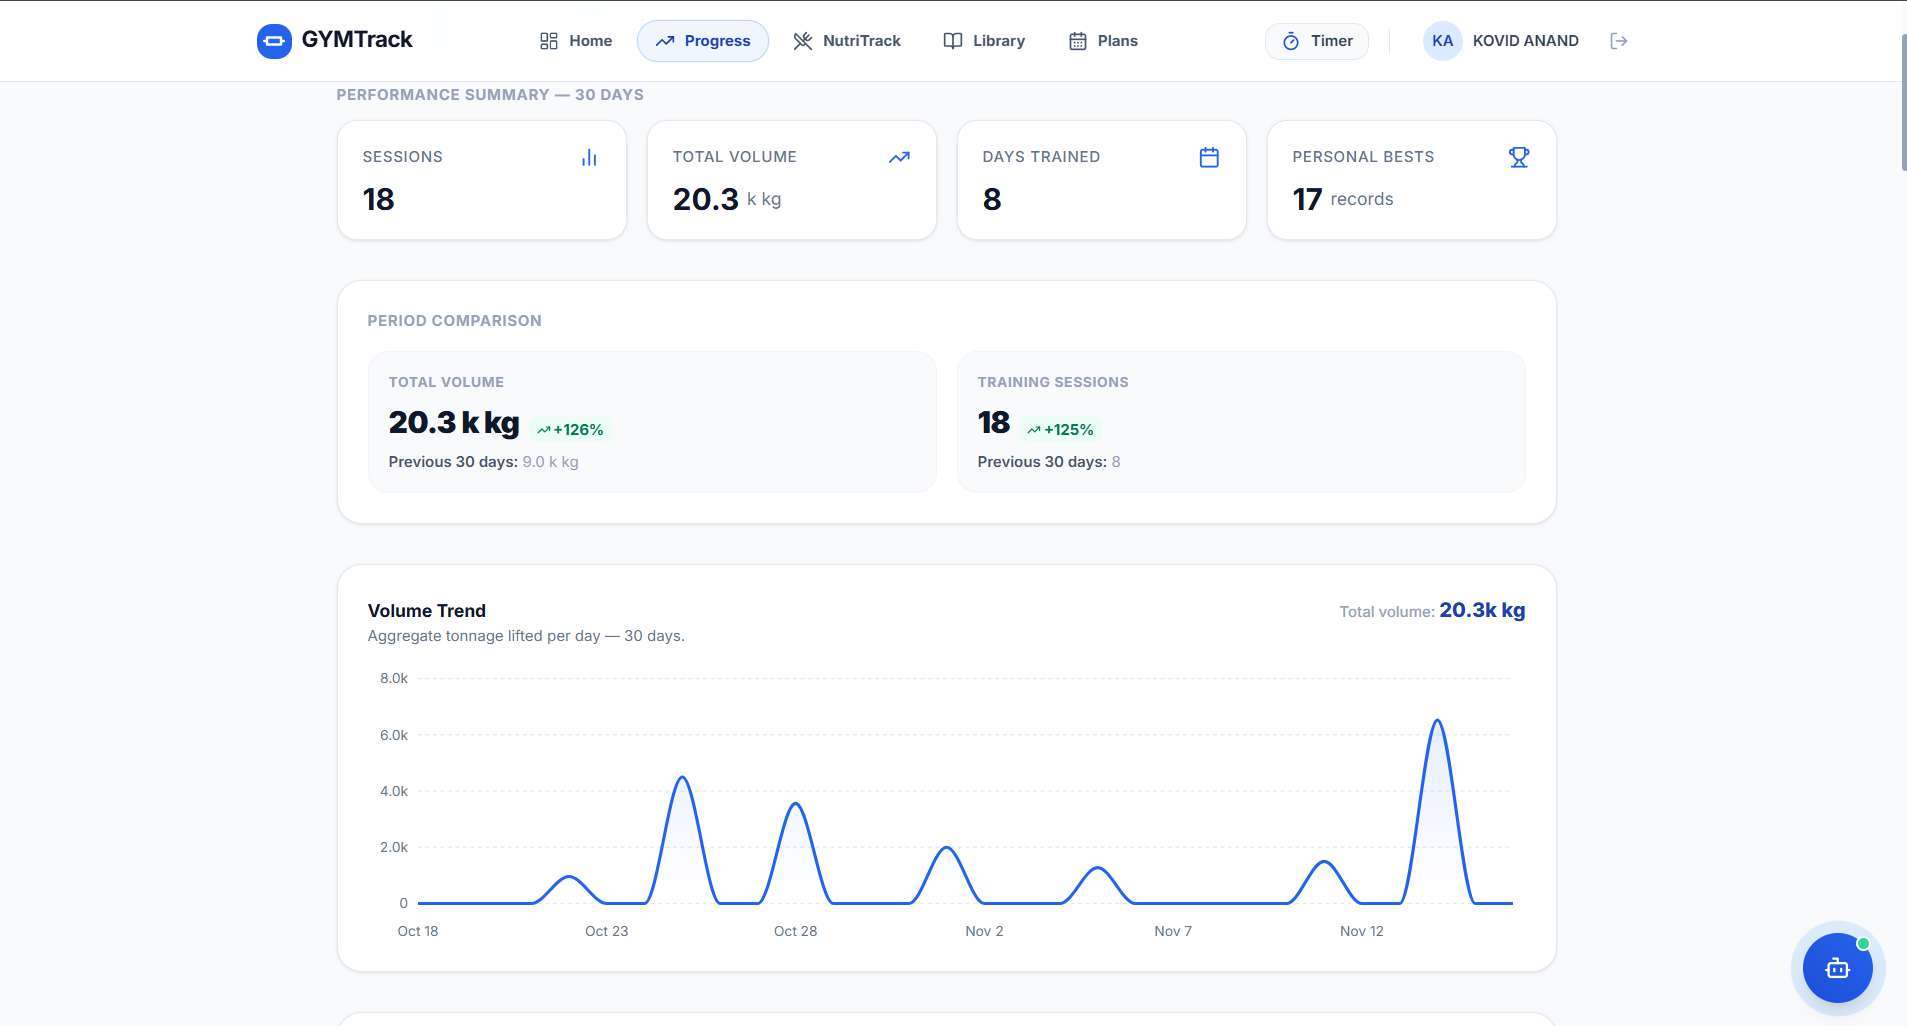 GYMTrack
Home
Progress
NutriTrack
Library
Plans
Timer
KA
KOVID ANAND
PERFORMANCE SUMMARY — 30 DAYS
SESSIONS
18
TOTAL VOLUME
20.3 k kg
DAYS TRAINED
8
PERSONAL BESTS
17 records
PERIOD COMPARISON
TOTAL VOLUME
20.3 k kg +126%
Previous 30 days: 9.0 k kg
TRAINING SESSIONS
18 +125%
Previous 30 days: 8
Volume Trend
Total volume: 20.3k kg
Aggregate tonnage lifted per day — 30 days.
8.0k
6.0k
4.0k
2.0k
0
Oct 18
Oct 23
Oct 28
Nov 2
Nov 7
Nov 12